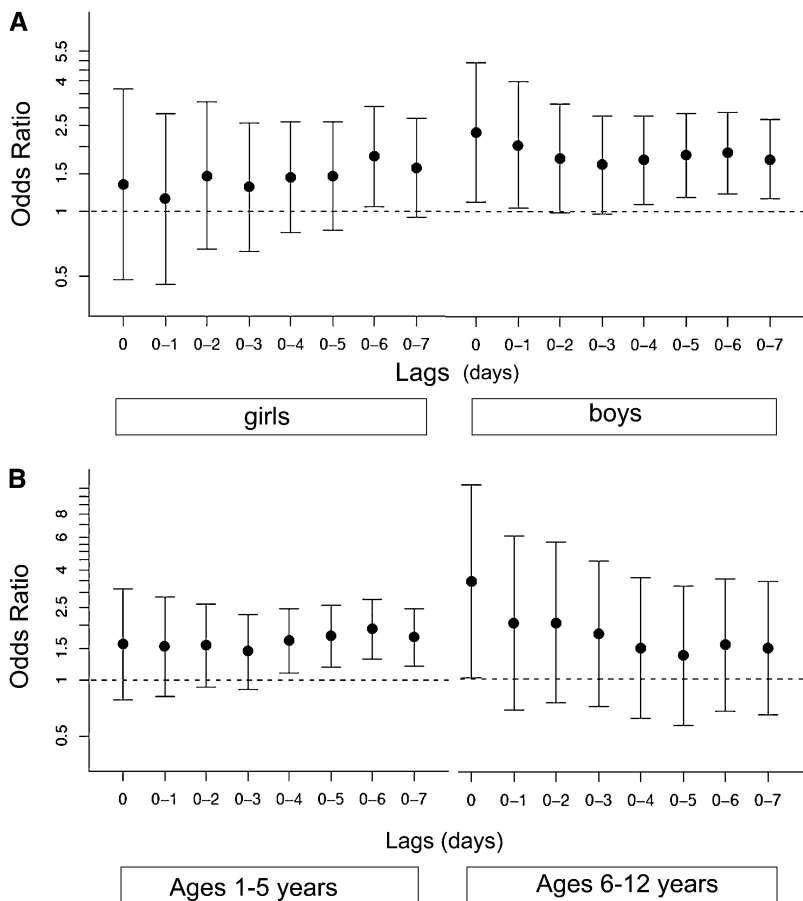 A
Odds Ratio
5.5
4
2.5
1.5
1
0.5
0 0–1 0–2 0–3 0–4 0–5 0–6 0–7 0 0–1 0–2 0–3 0–4 0–5 0–6 0–7
Lags (days)
girls boys
B
Odds Ratio
8
6
4
2.5
1.5
1
0.5
0 0–1 0–2 0–3 0–4 0–5 0–6 0–7 0 0–1 0–2 0–3 0–4 0–5 0–6 0–7
Lags (days)
Ages 1-5 years Ages 6-12 years